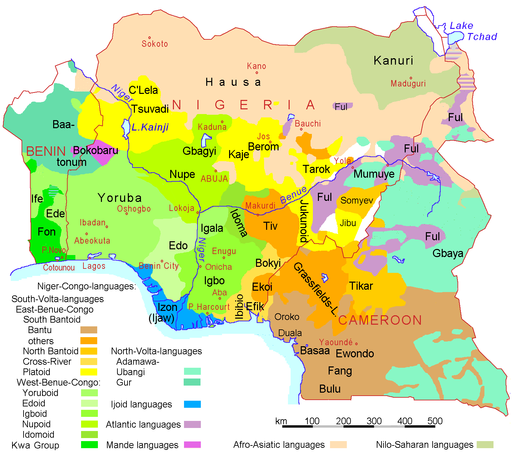 Lake
Tchad
Sokoto
Kano
Kanuri
Hausa
Maduguri
Niger
C'Lela
NIGERIA
Tsuvadi
Ful
Ful
Baa-
tonum
L.Kainji
Kaduna
Jos
Bauchi
BENIN
Bokobaru
Gbagyi
Kaje
Berom
Ful
Yola
Tarok
Mumuye
Nupe
ABUJA
Benue
Ife
Yoruba
Ful
Somyev
Ede
Oshogbo
Lokoja
Idoma
Makurdi
Jukunoid
Fon
Ibadan
Igala
Tiv
Jibu
Ful
Abeokuta
Edo
Niger
Enugu
Gbaya
P.Novo
Bokyi
Cotounou
Lagos
Benin City
Onicha
Grassfields-L.
Tikar
Igbo
Ekoi
Niger-Congo-languages:
Aba
Ibibio
Efik
South-Volta-languages
Izon
(Ijaw)
P.Harcourt
Oroko
CAMEROON
East-Benue-Congo
South Bantoid
Duala
Bantu
Yaoundé
others
Basaa
Ewondo
North Bantoid
North-Volta-languages
Cross-River
Adamawa-
Fang
Platoid
Ubangi
West-Benue-Congo:
Gur
Bulu
Yoruboid
Edoid
Ijoid languages
Igboid
km 100 200 300 400 500
Nupoid
Atlantic languages
Idomoid
Kwa Group
Mande languages
Afro-Asiatic languages
Nilo-Saharan languages